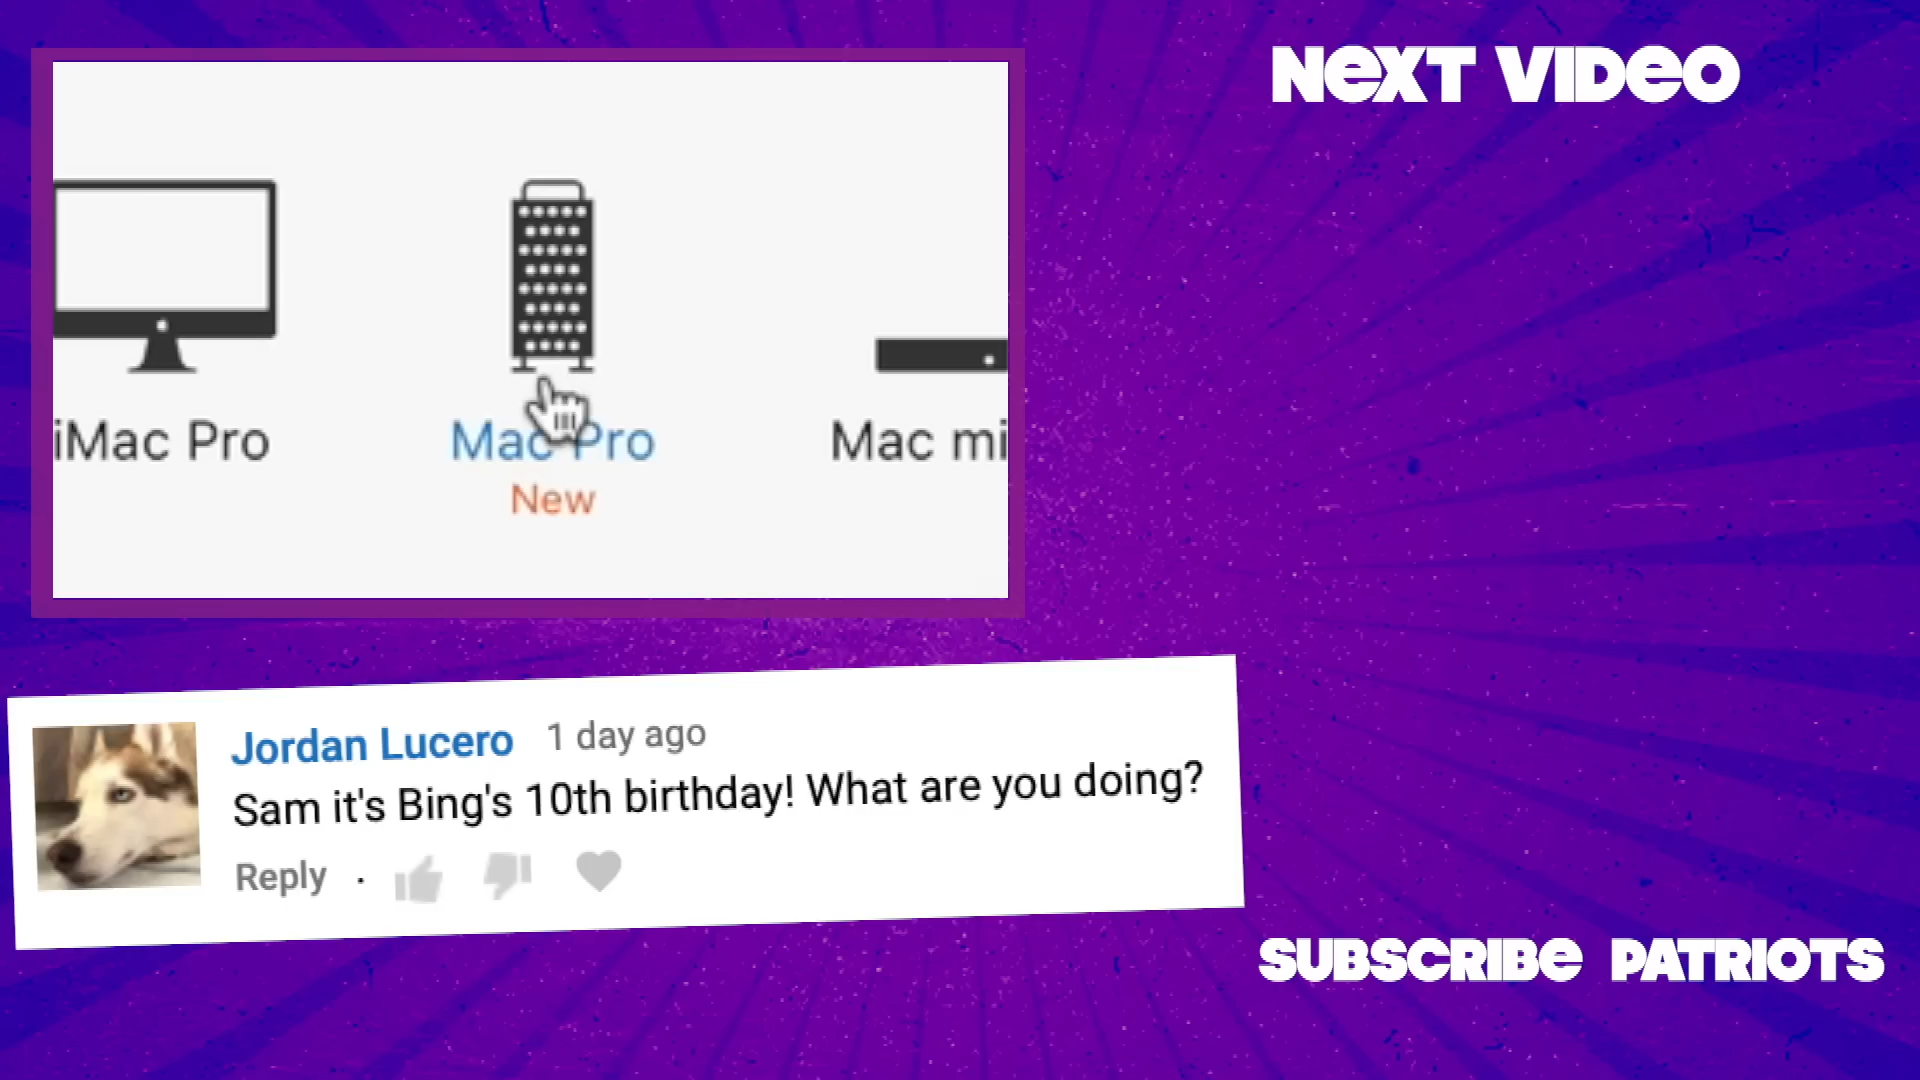 NEXT VIDEO
iMac Pro
Mac Pro
Mac mi
New
Jordan Lucero 1 day ago
Sam it's Bing's 10th birthday! What are you doing?
Reply ·
SUBSCRIBE PATRIOTS